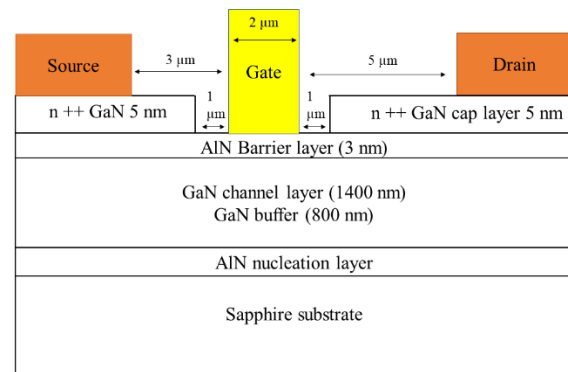 2 µm
Source
3 µm
Gate
5 µm
Drain
n ++ GaN 5 nm
1
µm
1
µm
n ++ GaN cap layer 5 nm
AlN Barrier layer (3 nm)
GaN channel layer (1400 nm)
GaN buffer (800 nm)
AlN nucleation layer
Sapphire substrate